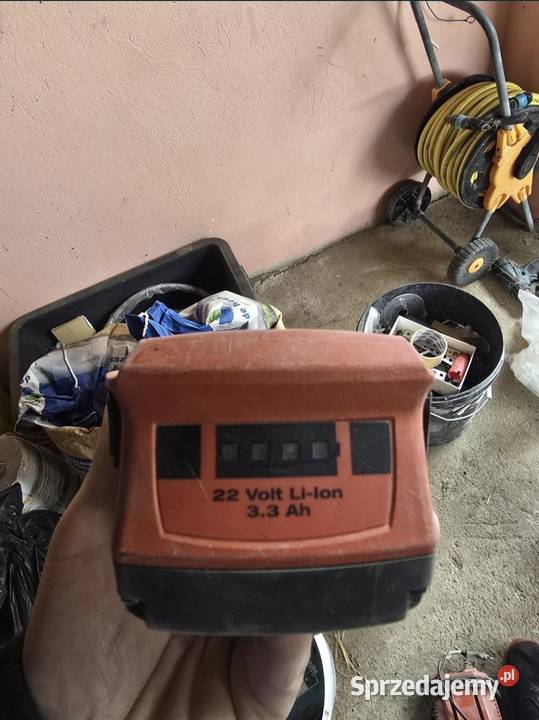 22 Volt Li-Ion
3.3 Ah
Sprzedajemy.pl